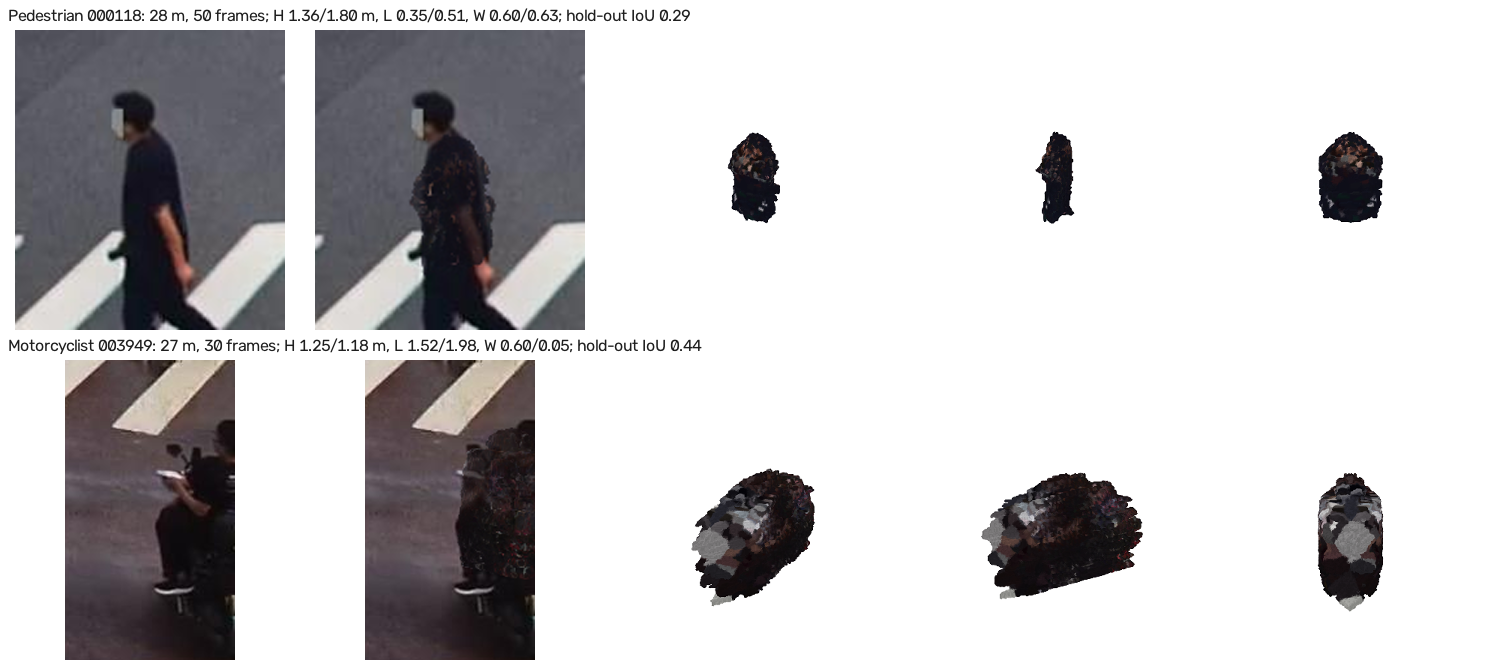 Pedestrian 000118: 28 m, 50 frames; H 1.36/1.80 m, L 0.35/0.51, W 0.60/0.63; hold-out IoU 0.29
Motorcyclist 003949: 27 m, 30 frames; H 1.25/1.18 m, L 1.52/1.98, W 0.60/0.05; hold-out IoU 0.44